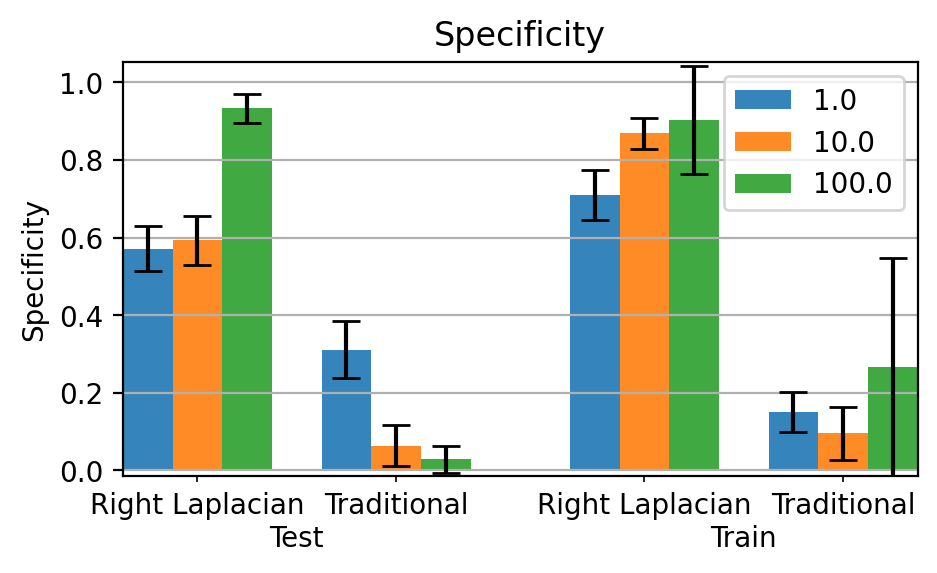 Specificity
Specificity
1.0
0.8
0.6
0.4
0.2
0.0
1.0
10.0
100.0
Right Laplacian Traditional Right Laplacian Traditional
Test Train